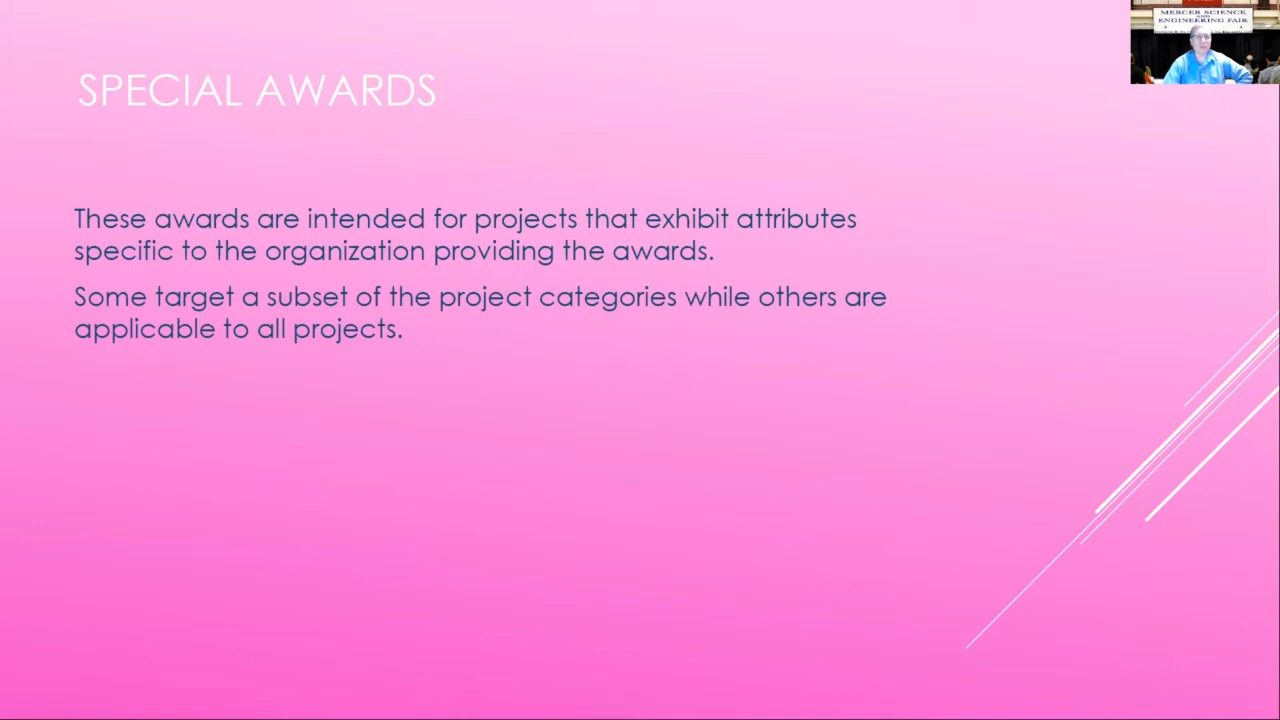 MERCER SCIENCE
AND
ENGINEERING FAIR
SPECIAL AWARDS
These awards are intended for projects that exhibit attributes
specific to the organization providing the awards.
Some target a subset of the project categories while others are
applicable to all projects.